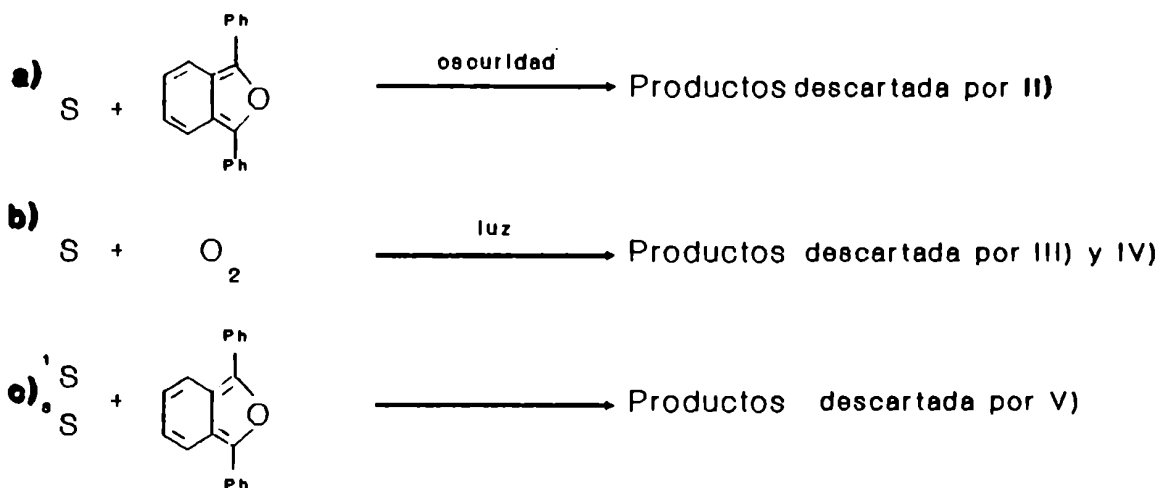 Ph
a) S + O oscuridad Productos descartada por II)
Ph
b) S + O2 luz Productos descartada por III) y IV)
Ph
c) 1S 3S + O Productos descartada por V)
Ph